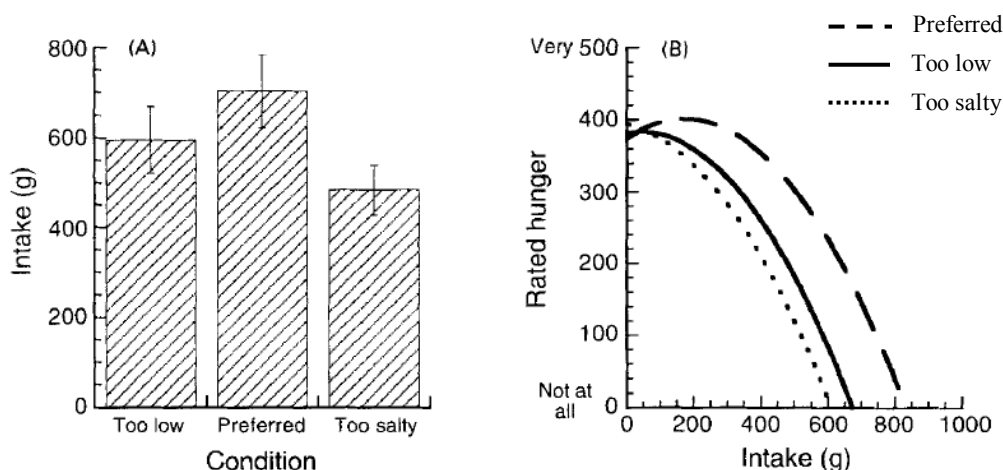 (A)
800
600
400
200
0
Intake (g)
Too low Preferred Too salty
Condition
Very 500
(B)
400
300
200
100
Not at
all 0
Rated hunger
0 200 400 600 800 1000
Intake (g)
Preferred
Too low
Too salty